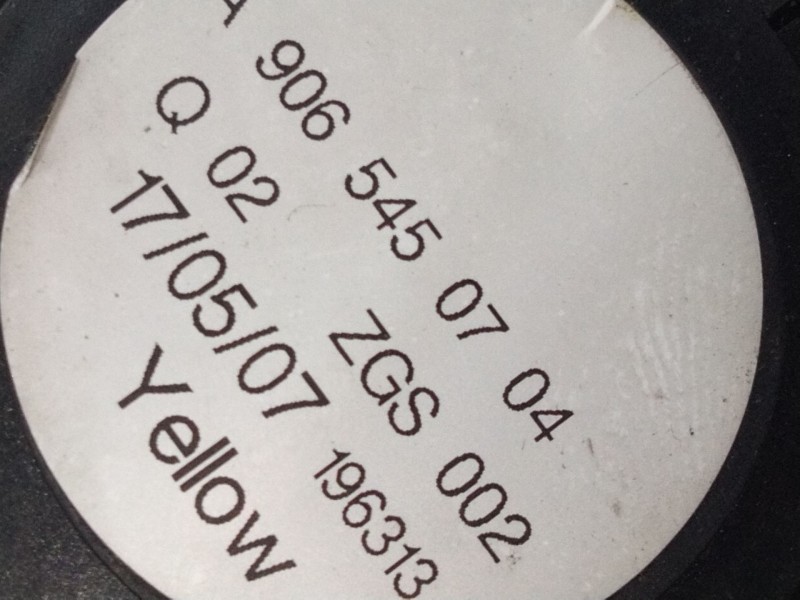 A 906 545 07 04
Q 02 ZGS 002
17/05/07 196313
Yellow